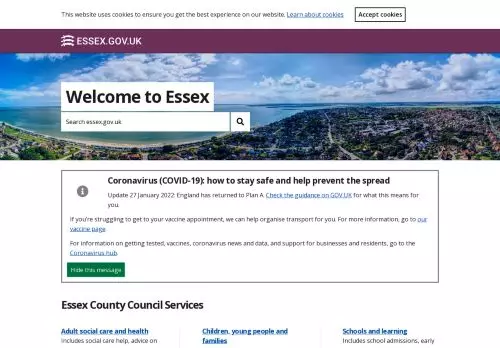 This website uses cookies to ensure you get the best experience on our website. Learn about cookies
Accept cookies
ESSEX.GOV.UK
Welcome to Essex
Search essex.gov.uk
Coronavirus (COVID-19): how to stay safe and help prevent the spread
Update 27 January 2022: England has returned to Plan A. Check the guidance on GOV.UK for what this means for
you.
If you're struggling to get to your vaccine appointment, we can help organise transport for you. For more information, go to our
vaccine page
For information on getting tested, vaccines, coronavirus news and data, and support for businesses and residents, go to the
Coronavirus hub.
Hide this message
Essex County Council Services
Adult social care and health
Includes social care help, advice on
Children, young people and
families
Schools and learning
Includes school admissions, early